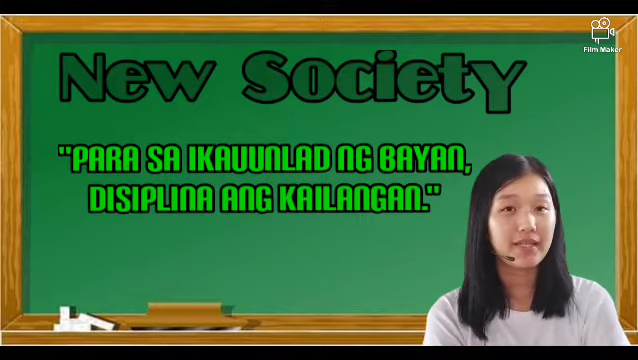 Film Maker
New Society
"PARA SA IKAUUNLAD NG BAYAN,
DISIPLINA ANG KAILANGAN."